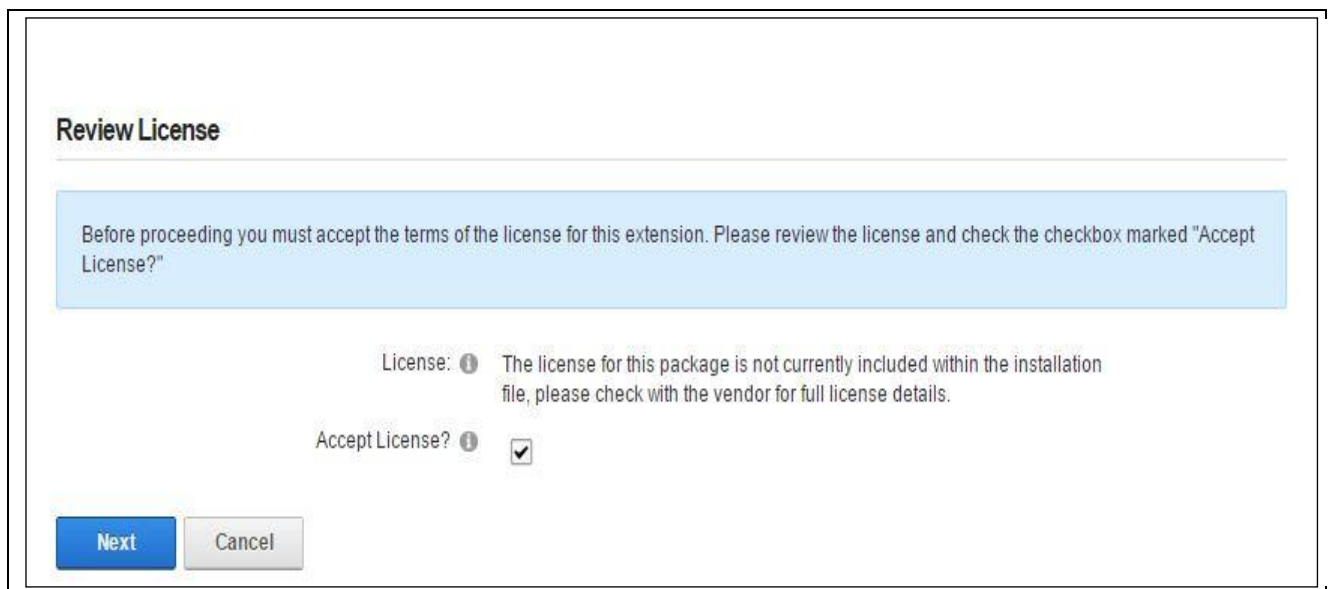 Review License
Before proceeding you must accept the terms of the license for this extension. Please review the license and check the checkbox marked "Accept
License?"
License: The license for this package is not currently included within the installation
file, please check with the vendor for full license details.
Accept License?
Next Cancel